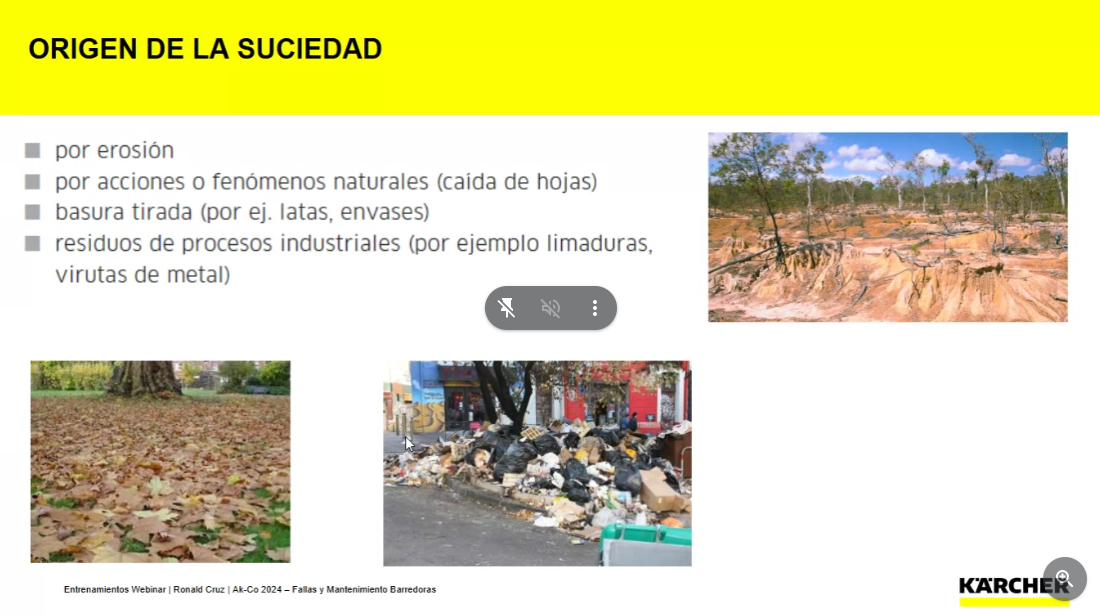 ORIGEN DE LA SUCIEDAD
por erosión
por acciones o fenómenos naturales (caída de hojas)
basura tirada (por ej. latas, envases)
residuos de procesos industriales (por ejemplo limaduras,
virutas de metal)
Entrenamientos Webinar | Ronald Cruz | Ak-Co 2024 – Fallas y Mantenimiento Barredoras
KÄRCHER